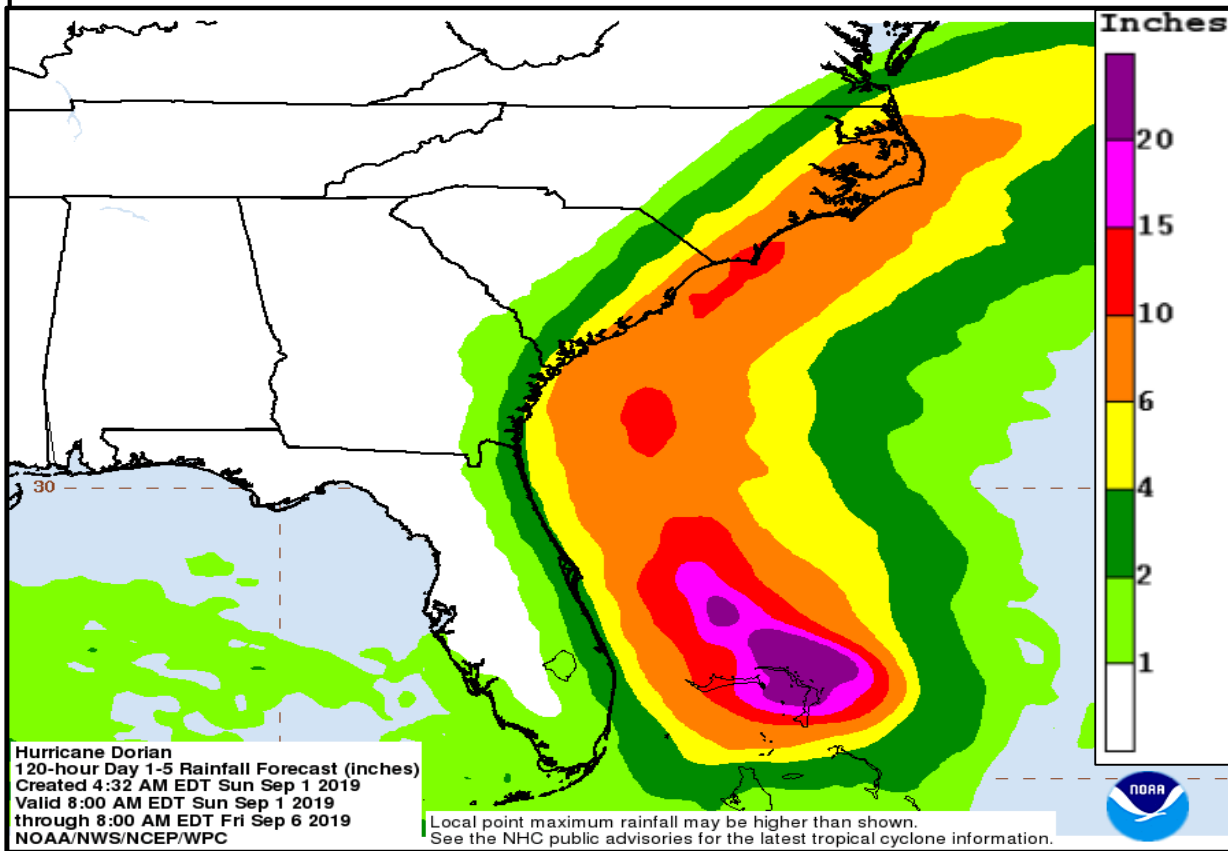 Inches
20
15
10
6
4
2
1
30
Hurricane Dorian
120-hour Day 1-5 Rainfall Forecast (inches)
Created 4:32 AM EDT Sun Sep 1 2019
Valid 8:00 AM EDT Sun Sep 1 2019
through 8:00 AM EDT Fri Sep 6 2019
NOAA/NWS/NCEP/WPC
Local point maximum rainfall may be higher than shown.
See the NHC public advisories for the latest tropical cyclone information.
NOAA